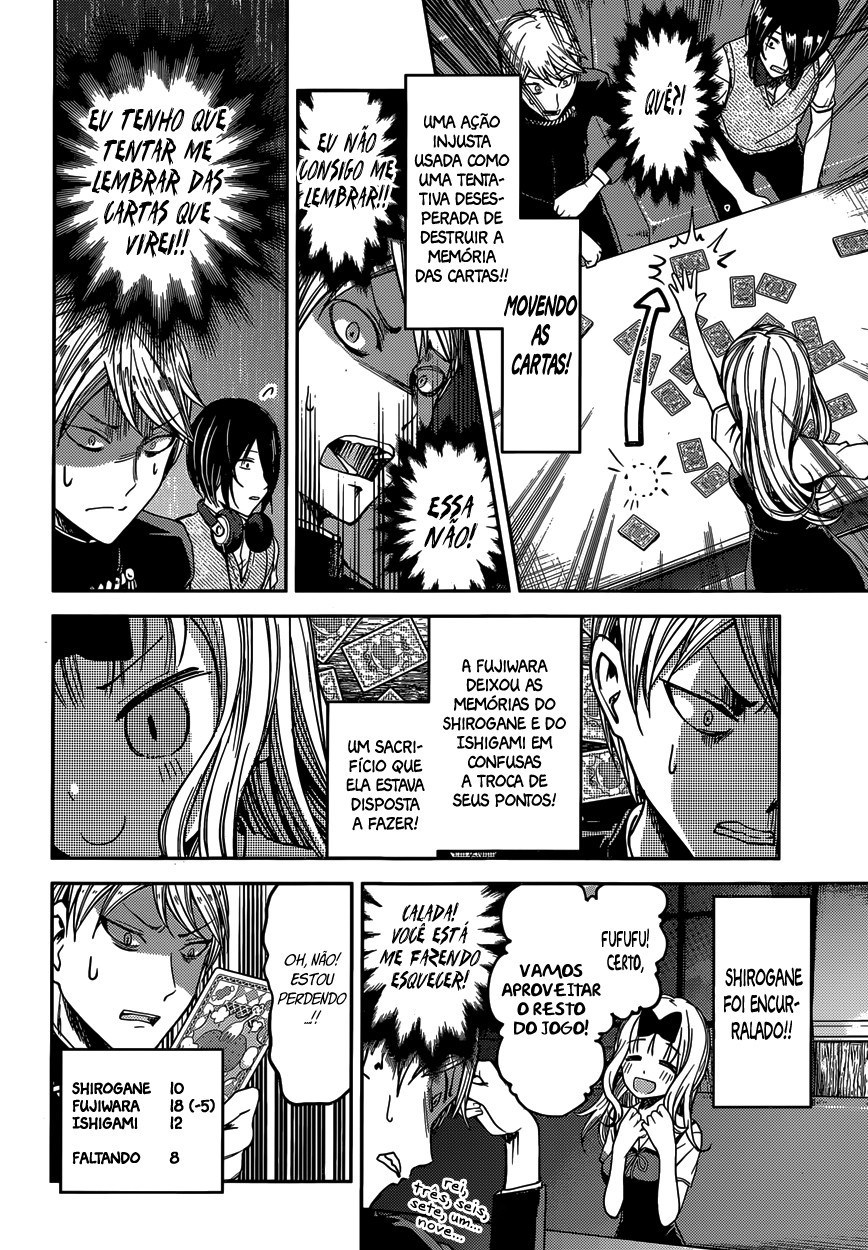 QUÊ?!
MOVENDO
AS
CARTAS!
UMA AÇÃO
INJUSTA
USADA COMO
UMA TENTA-
TIVA DESES-
PERADA DE
DESTRUIR A
MEMÓRIA
DAS CARTAS!!
EU NÃO
CONSIGO ME
LEMBRAR!!
ESSA
NÃO!
EU TENHO QUE
TENTAR ME
LEMBRAR DAS
CARTAS QUE
VIREI!!
A FUJIWARA
DEIXOU AS
MEMÓRIAS DO
SHIROGANE E DO
ISHIGAMI EM
CONFUSAS
A TROCA DE
SEUS PONTOS!
UM SACRI-
FÍCIO QUE
ELA ESTAVA
DISPOSTA
A FAZER!
SHIROGANE
FOI ENCUR-
RALADO!!
FUFUFU!
CERTO,
VAMOS
APROVEITAR
O RESTO
DO JOGO!
CALADA!
VOCÊ ESTÁ
ME FAZENDO
ESQUECER!
rei,
três, seis,
sete, um...
nove...
OH, NÃO!
ESTOU
PERDENDO
...!!
SHIROGANE 10
FUJIWARA 18 (-5)
ISHIGAMI 12
FALTANDO 8